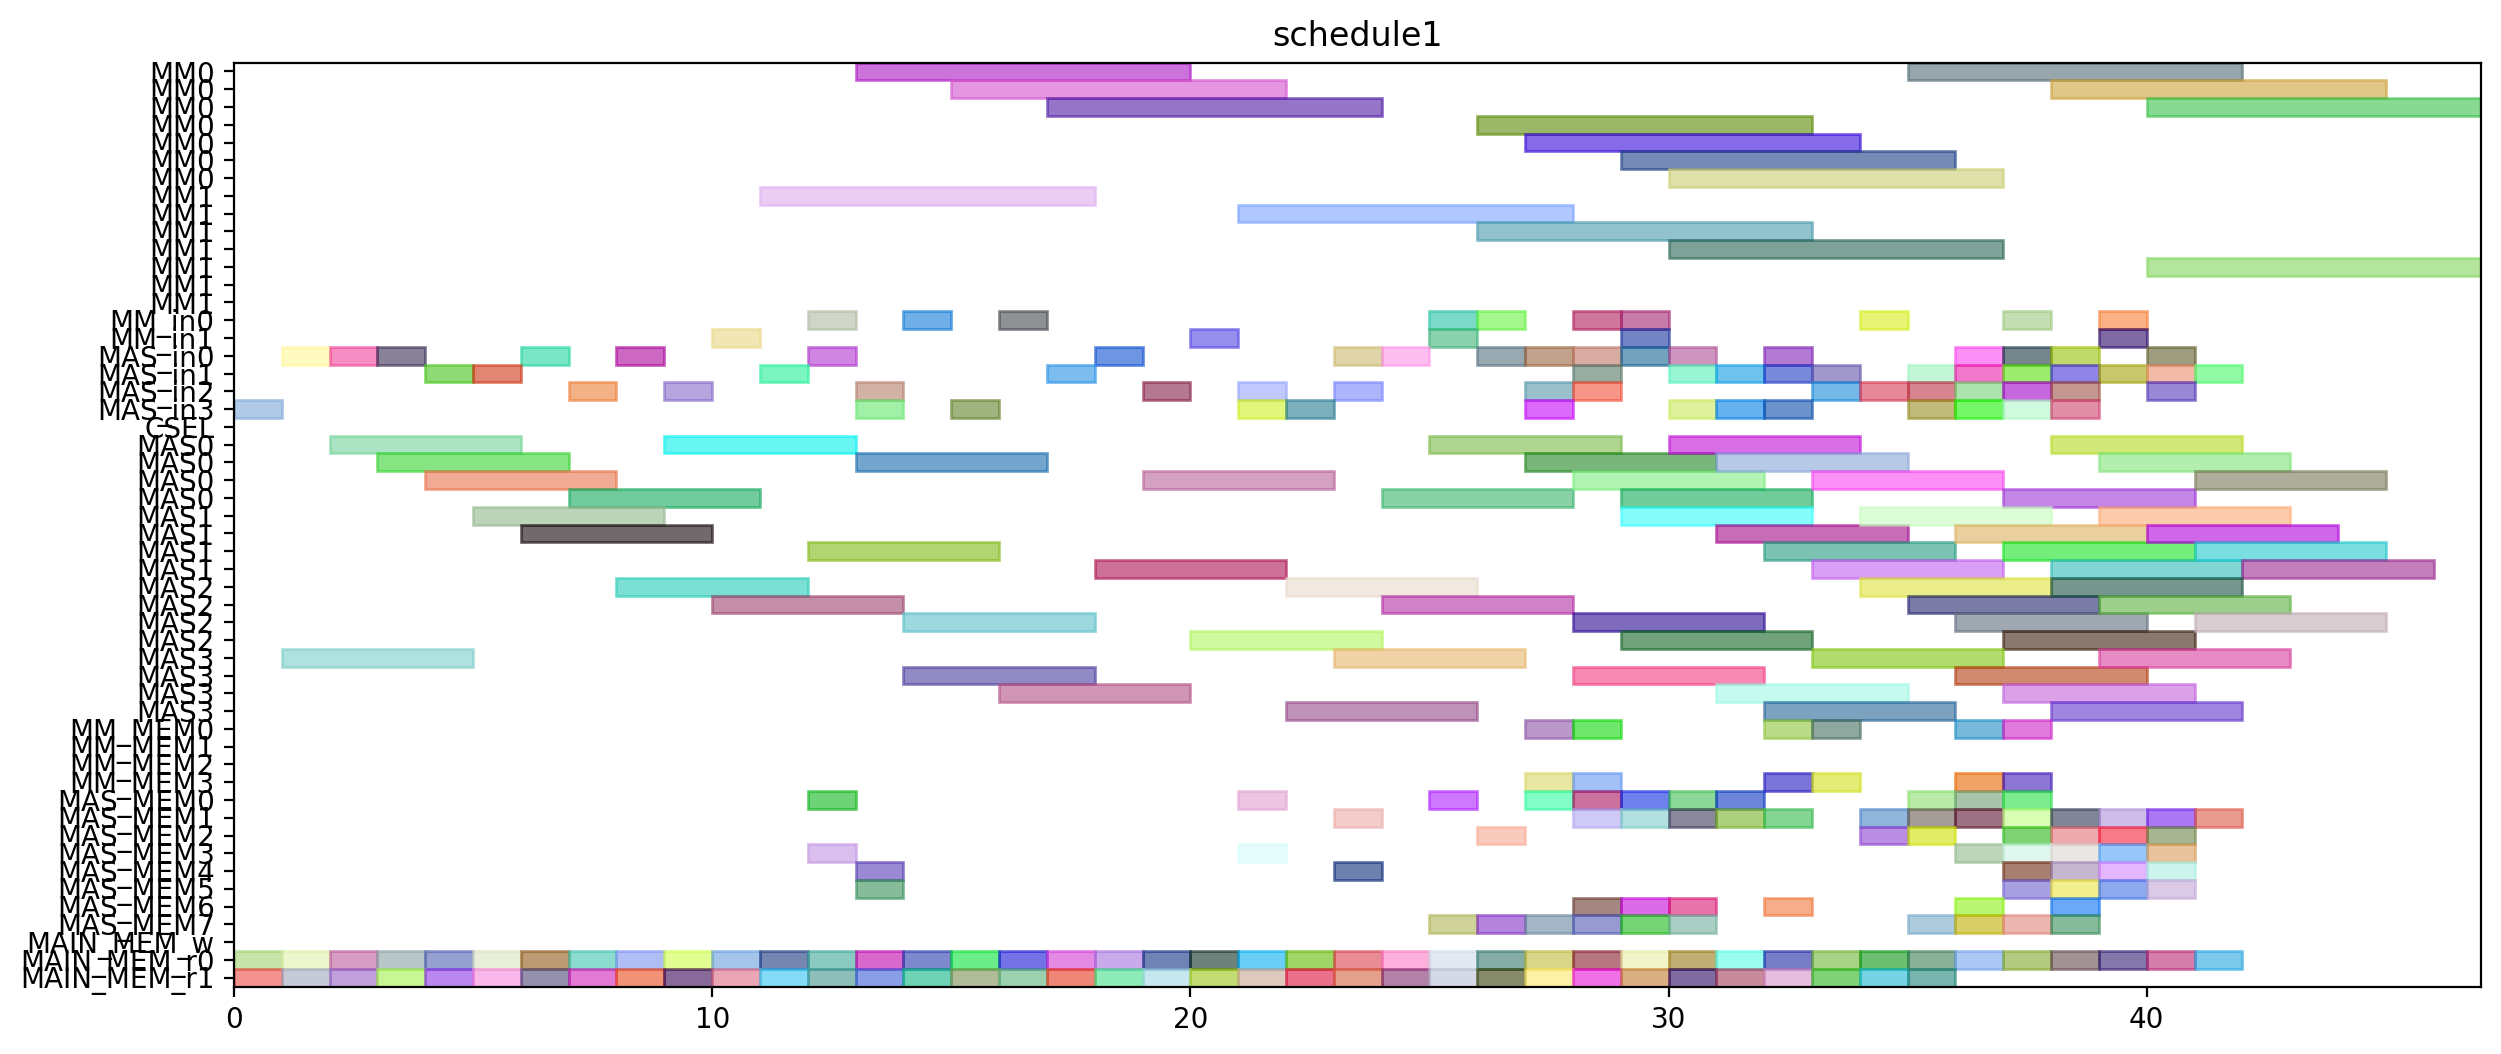 schedule1
MM0
MM0
MM0
MM0
MM0
MM0
MM0
MM1
MM1
MM1
MM1
MM1
MM1
MM1
MM_in0
MM_in1
MAS_in0
MAS_in1
MAS_in2
MAS_in3
CSEL
MAS0
MAS0
MAS0
MAS0
MAS1
MAS1
MAS1
MAS1
MAS2
MAS2
MAS2
MAS2
MAS3
MAS3
MAS3
MAS3
MM_MEM0
MM_MEM1
MM_MEM2
MM_MEM3
MAS_MEM0
MAS_MEM1
MAS_MEM2
MAS_MEM3
MAS_MEM4
MAS_MEM5
MAS_MEM6
MAS_MEM7
MAIN_MEM_w
MAIN_MEM_r0
MAIN_MEM_r1
0 10 20 30 40